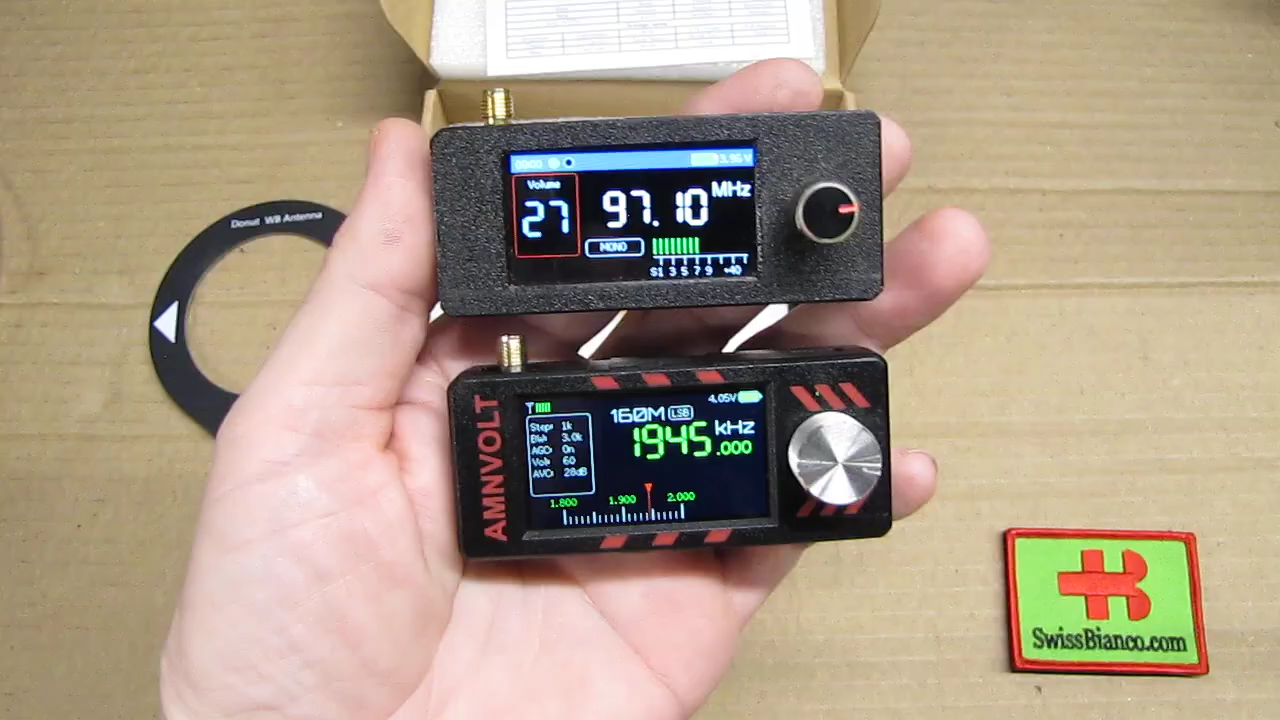 Donut WB Antenna
00:00
3.96 V
Volume
27
97.10 MHz
MONO
S1 3 5 7 9 +40
AMNVOLT
4.05V
160M LSB
1945.000 kHz
Step: 1k
BW: 3.0k
AGC: On
Vol: 60
AVC: 28dB
1.800 1.900 2.000
SwissBianco.com